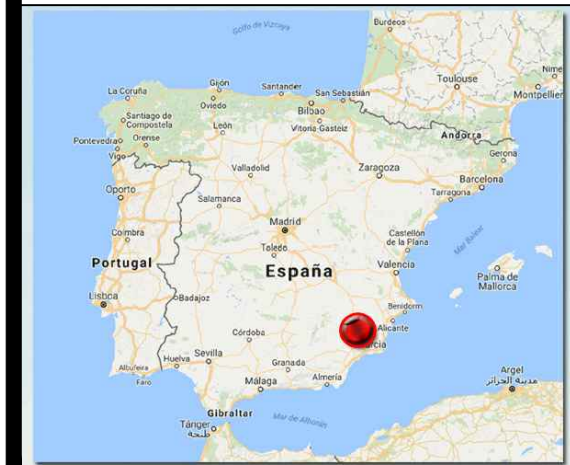 Golfo de Vizcaya
Burdeos
Toulouse
Nime
Montpellier
La Coruña
Gijón
Santander
San Sebastián
Oviedo
Bilbao
Santiago de
Compostela
León
Vitoria-Gasteiz
Andorra
Pontevedra
Orense
Vigo
Gerona
Valladolid
Zaragoza
Barcelona
Oporto
Salamanca
Tarragona
Madrid
Coimbra
Castellón
de la Plana
Mar Balear
Toledo
Portugal
España
Valencia
Palma de
Mallorca
Lisboa
Badajoz
Benidorm
Alicante
Córdoba
rcia
Huelva
Sevilla
Granada
Albufeira
Faro
Málaga
Almería
Argel
مدينة الجزائر
Gibraltar
Mar de Alborán
Tánger
طنجة